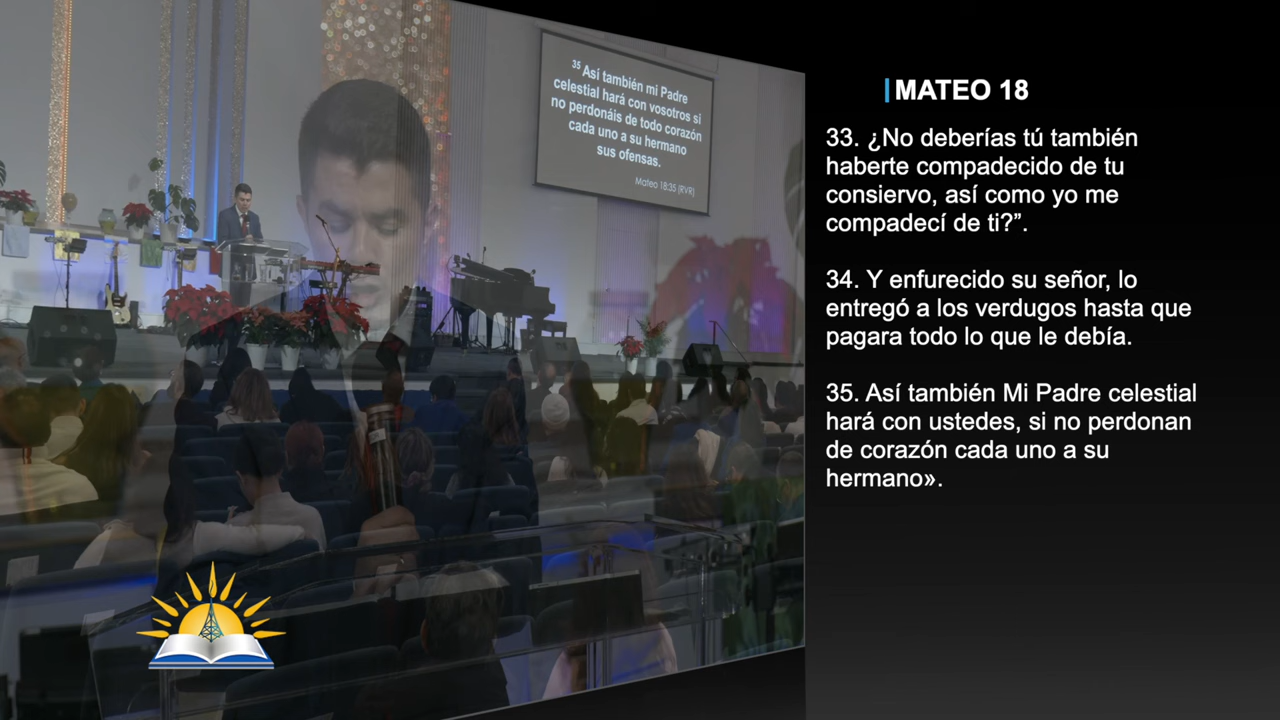 35 Así también mi Padre
celestial hará con vosotros si
no perdonáis de todo corazón
cada uno a su hermano
sus ofensas.
Mateo 18:35 (RVR)
MATEO 18
33. ¿No deberías tú también
haberte compadecido de tu
consiervo, así como yo me
compadecí de ti?”.
34. Y enfurecido su señor, lo
entregó a los verdugos hasta que
pagara todo lo que le debía.
35. Así también Mi Padre celestial
hará con ustedes, si no perdonan
de corazón cada uno a su
hermano».